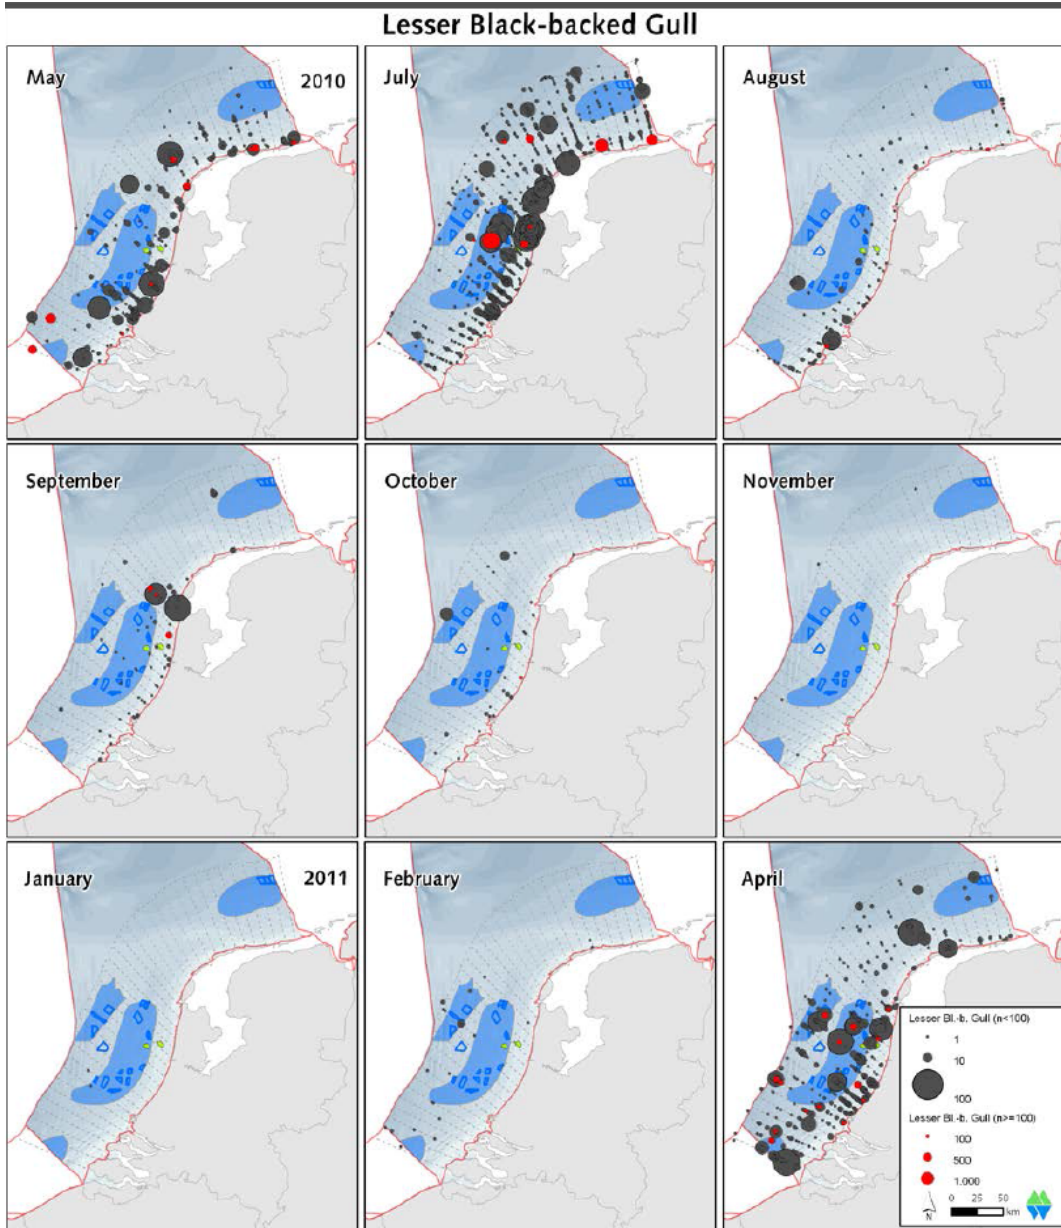 Lesser Black-backed Gull
May 2010
July
August
September
October
November
January 2011
February
April
Lesser Bl.-b. Gull (n<100)
1
10
100
Lesser Bl.-b. Gull (n>=100)
100
500
1.000
0 25 50
km
N